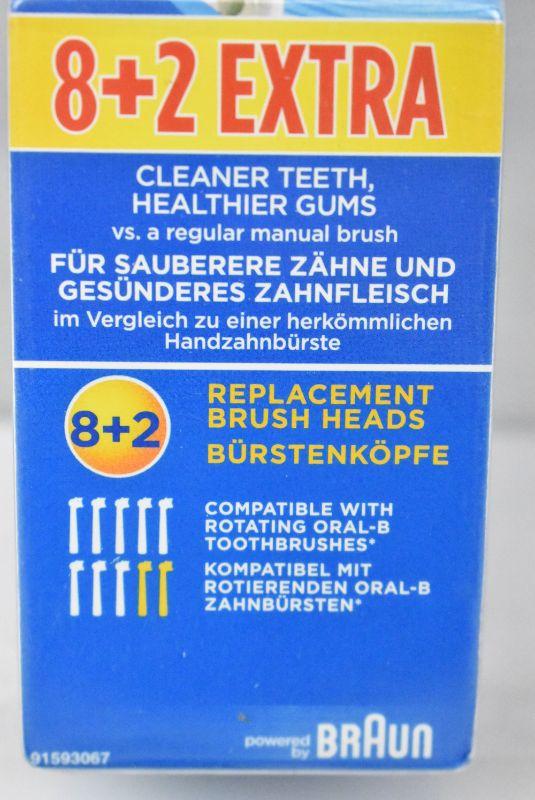 8+2 EXTRA
CLEANER TEETH,
HEALTHIER GUMS
vs. a regular manual brush
FÜR SAUBERERE ZÄHNE UND
GESÜNDERES ZAHNFLEISCH
im Vergleich zu einer herkömmlichen
Handzahnbürste
8+2
REPLACEMENT
BRUSH HEADS
BÜRSTENKÖPFE
COMPATIBLE WITH
ROTATING ORAL-B
TOOTHBRUSHES*
KOMPATIBEL MIT
ROTIERENDEN ORAL-B
ZAHNBÜRSTEN*
powered by BRAUN
91593067